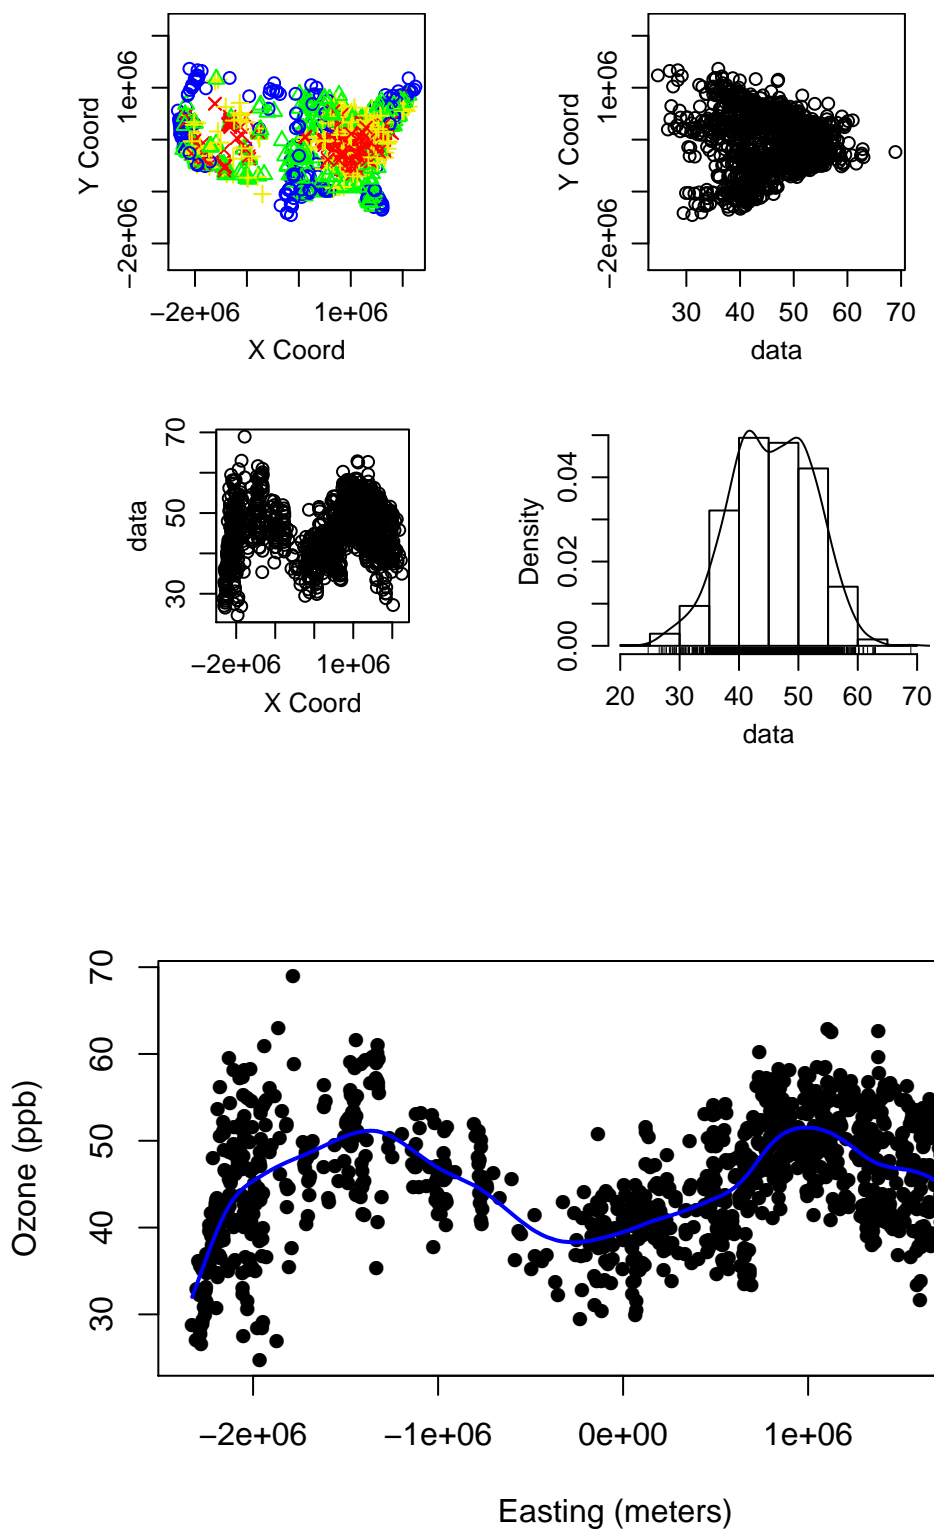 Y Coord
−2e+06 1e+06
−2e+06 1e+06
X Coord
Y Coord
−2e+06 1e+06
30 40 50 60 70
data
data
30 50 70
−2e+06 1e+06
X Coord
Density
0.00 0.02 0.04
20 30 40 50 60 70
data
Ozone (ppb)
30 40 50 60 70
−2e+06 −1e+06 0e+00 1e+06
Easting (meters)